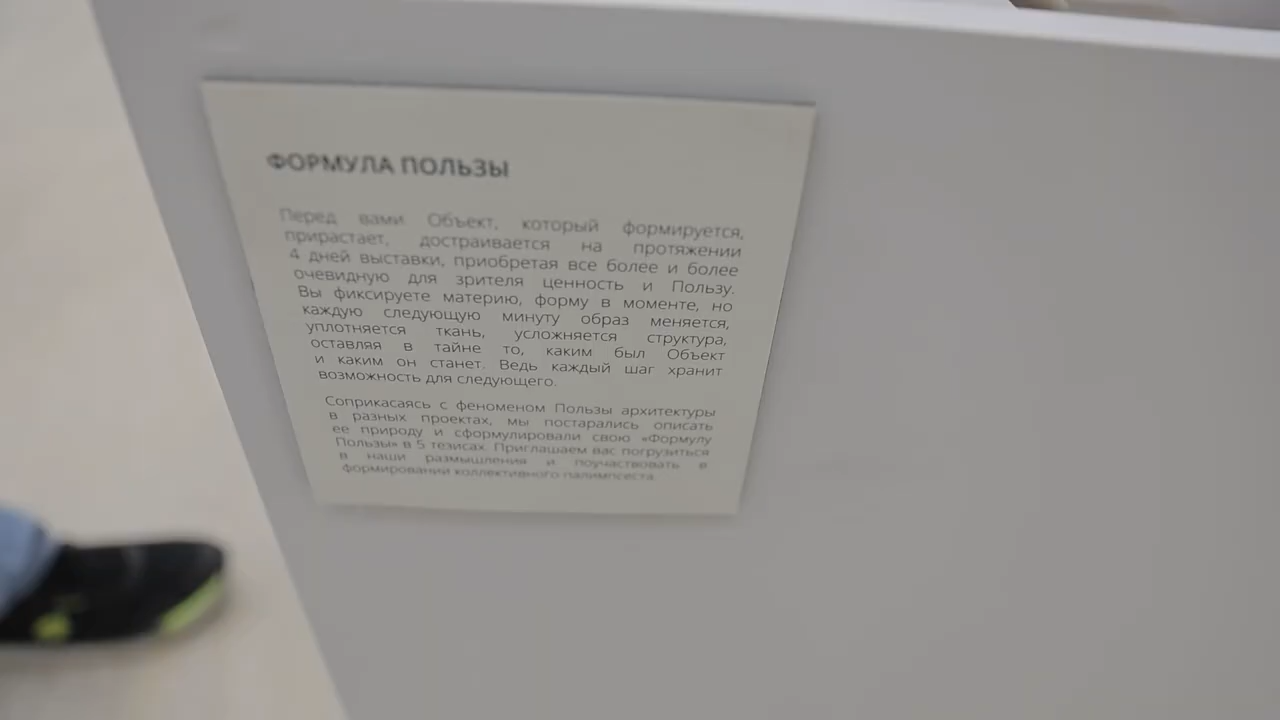 ФОРМУЛА ПОЛЬЗЫ
Перед вами Объект, который формируется,
прирастает, достраивается на протяжении
4 дней выставки, приобретая все более и более
очевидную для зрителя ценность и Пользу.
Вы фиксируете материю, форму в моменте, но
каждую следующую минуту образ меняется,
уплотняется ткань, усложняется структура,
оставляя в тайне то, каким был Объект
и каким он станет. Ведь каждый шаг хранит
возможность для следующего.
Соприкасаясь с феноменом Пользы архитектуры
в разных проектах, мы постарались описать
ее природу и сформулировали свою «Формулу
Пользы» в 5 тезисах. Приглашаем вас погрузиться
в наши размышления и поучаствовать в
формировании коллективного палимпсеста